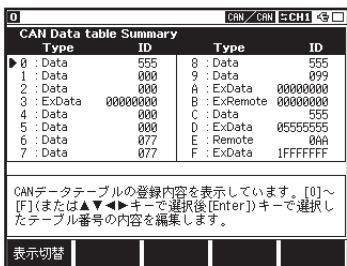 0 CAN/CAN ⇆CH1
CAN Data table Summary
Type ID Type ID
▶0 :Data 555 8 :Data 555
1 :Data 000 9 :Data 099
2 :Data 000 A :ExData 00000000
3 :ExData 00000000 B :ExRemote 00000000
4 :Data 000 C :Data 555
5 :Data 000 D :ExData 05555555
6 :Data 077 E :Remote 0AA
7 :Data 077 F :ExData 1FFFFFFF
CANデータテーブルの登録内容を表示しています。[0]～
[F](または▲▼◀▶キーで選択後[Enter])キーで選択し
たテーブル番号の内容を編集します。
表示切替